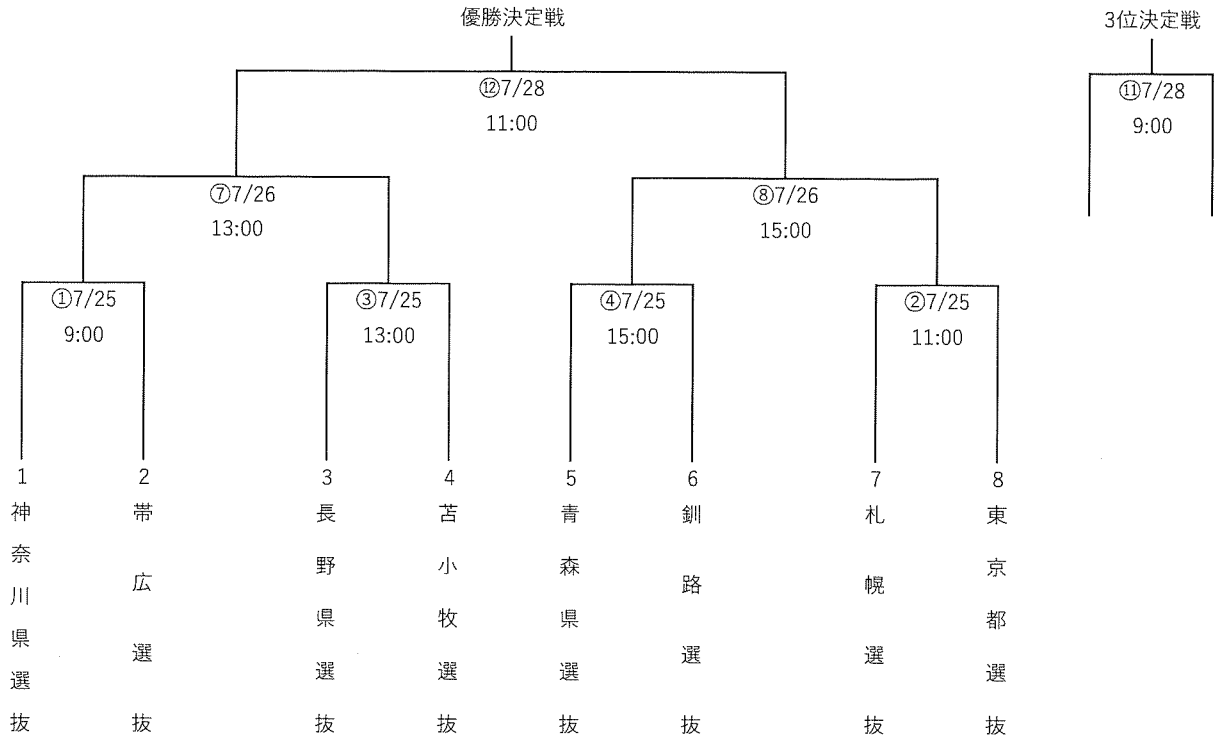 優勝決定戦
3位決定戦
⑫7/28
11:00
⑪7/28
9:00
⑦7/26
13:00
⑧7/26
15:00
①7/25
9:00
③7/25
13:00
④7/25
15:00
②7/25
11:00
1
神奈川県選抜
2
帯広選抜
3
長野県選抜
4
苫小牧選抜
5
青森県選抜
6
釧路選抜
7
札幌選抜
8
東京都選抜